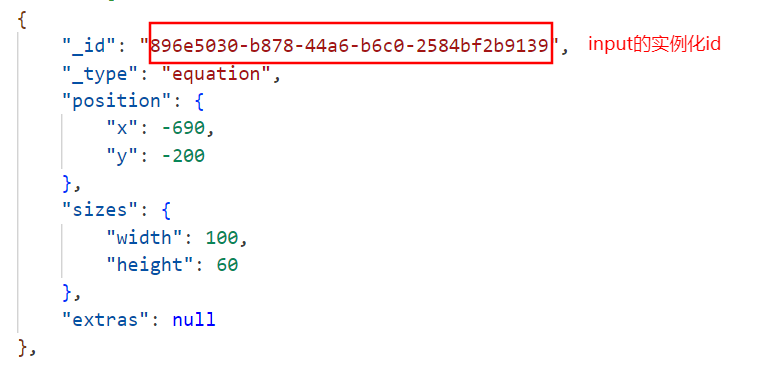 {
"_id": "896e5030-b878-44a6-b6c0-2584bf2b9139", input的实例化id
"_type": "equation",
"position": {
"x": -690,
"y": -200
},
"sizes": {
"width": 100,
"height": 60
},
"extras": null
},